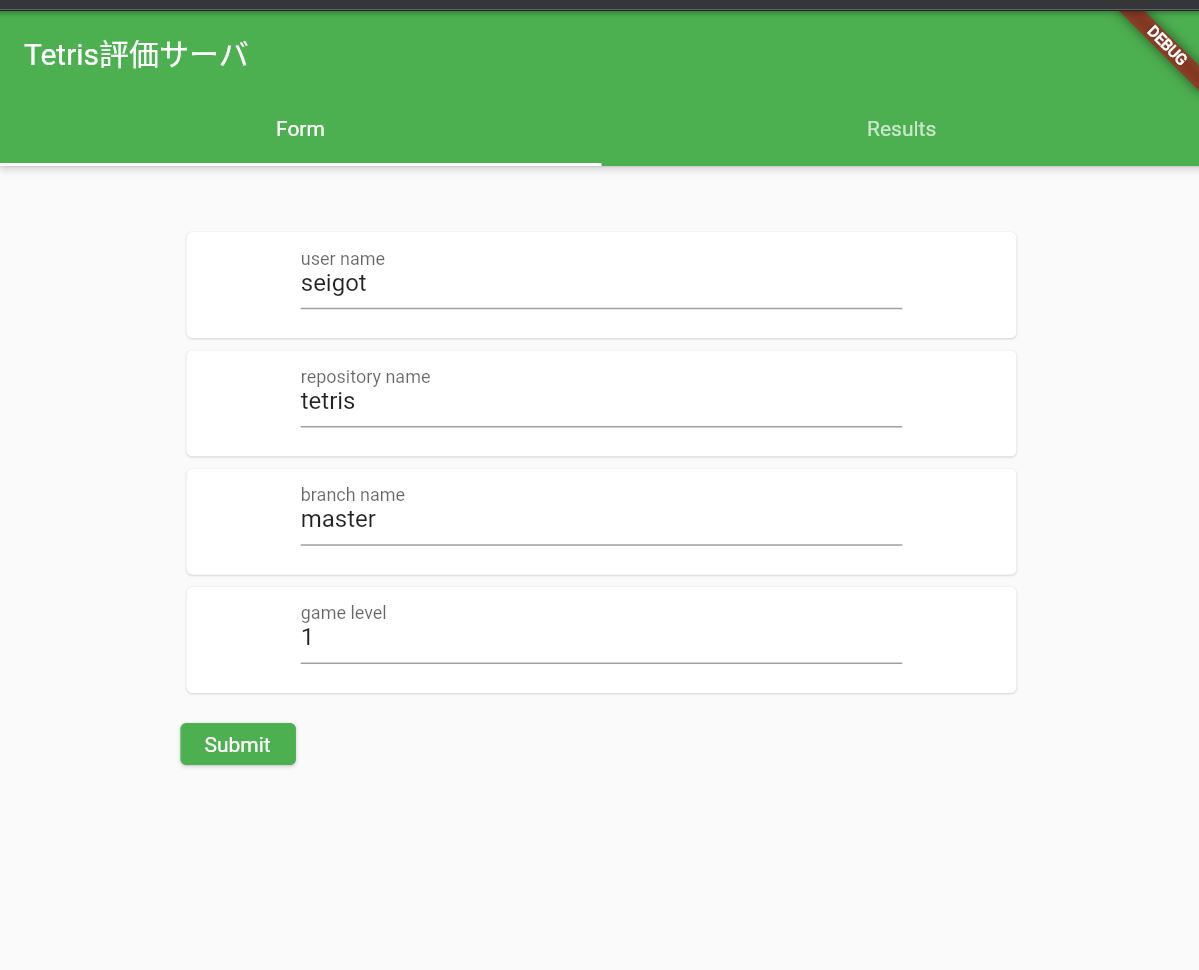 Tetris評価サーバ
DEBUG
Form
Results
user name
seigot
repository name
tetris
branch name
master
game level
1
Submit